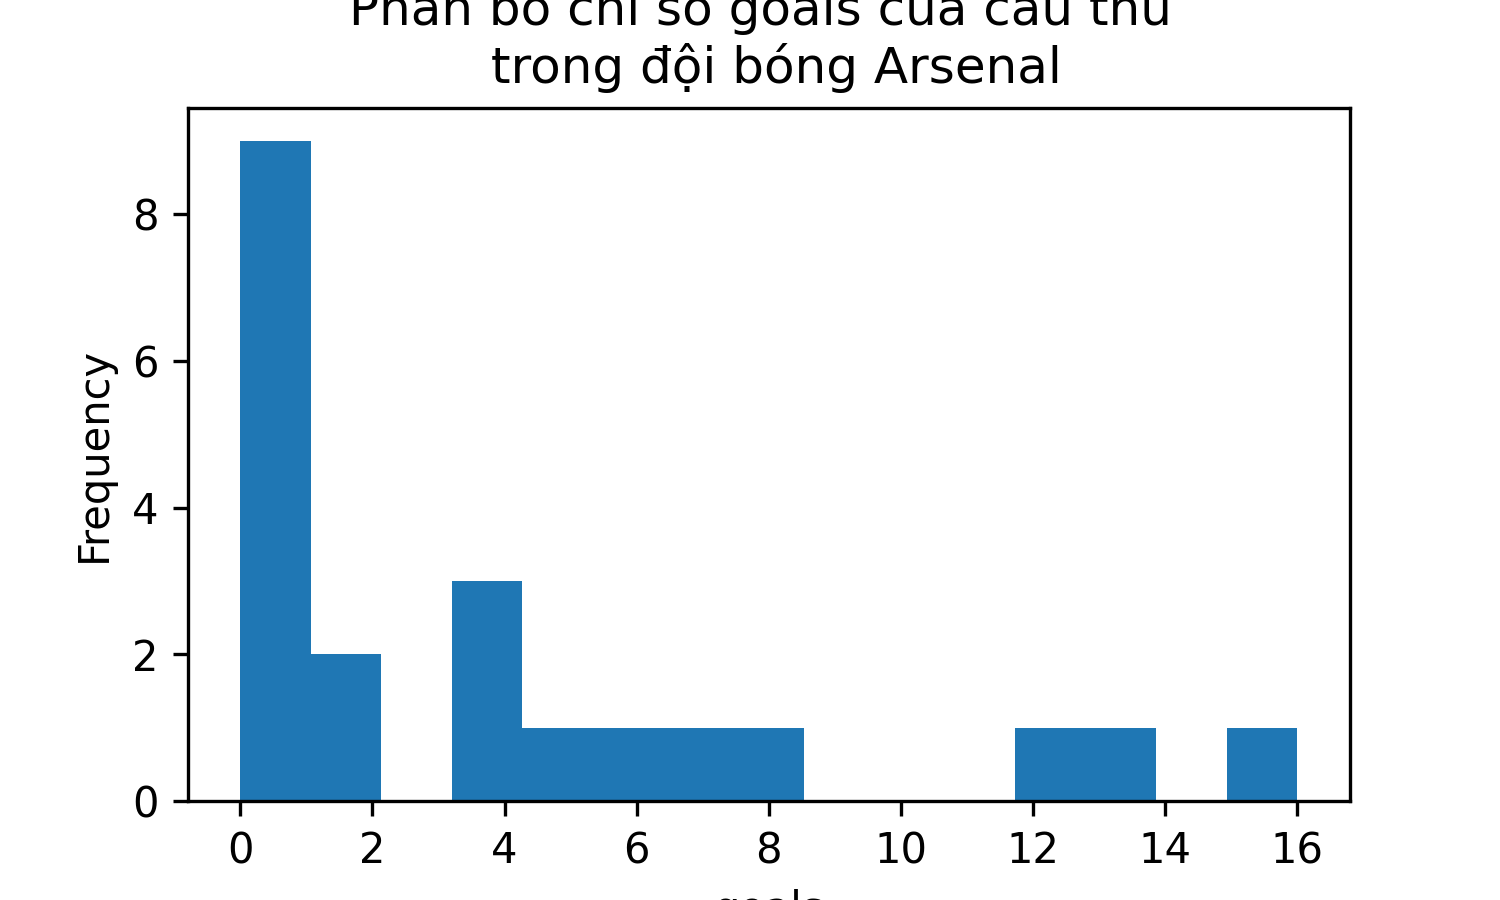 Phân bố chỉ số goals của cầu thủ
trong đội bóng Arsenal
8
6
4
2
0
Frequency
0 2 4 6 8 10 12 14 16
goals